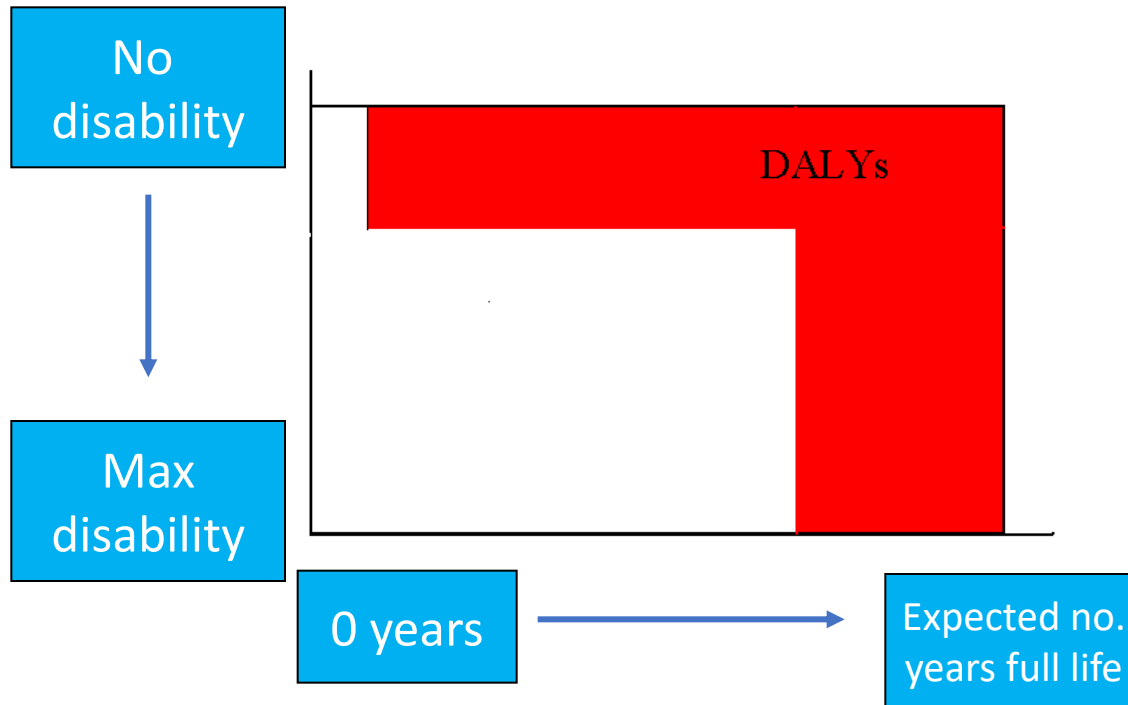 No
disability
DALYs
Max
disability
0 years
Expected no.
years full life